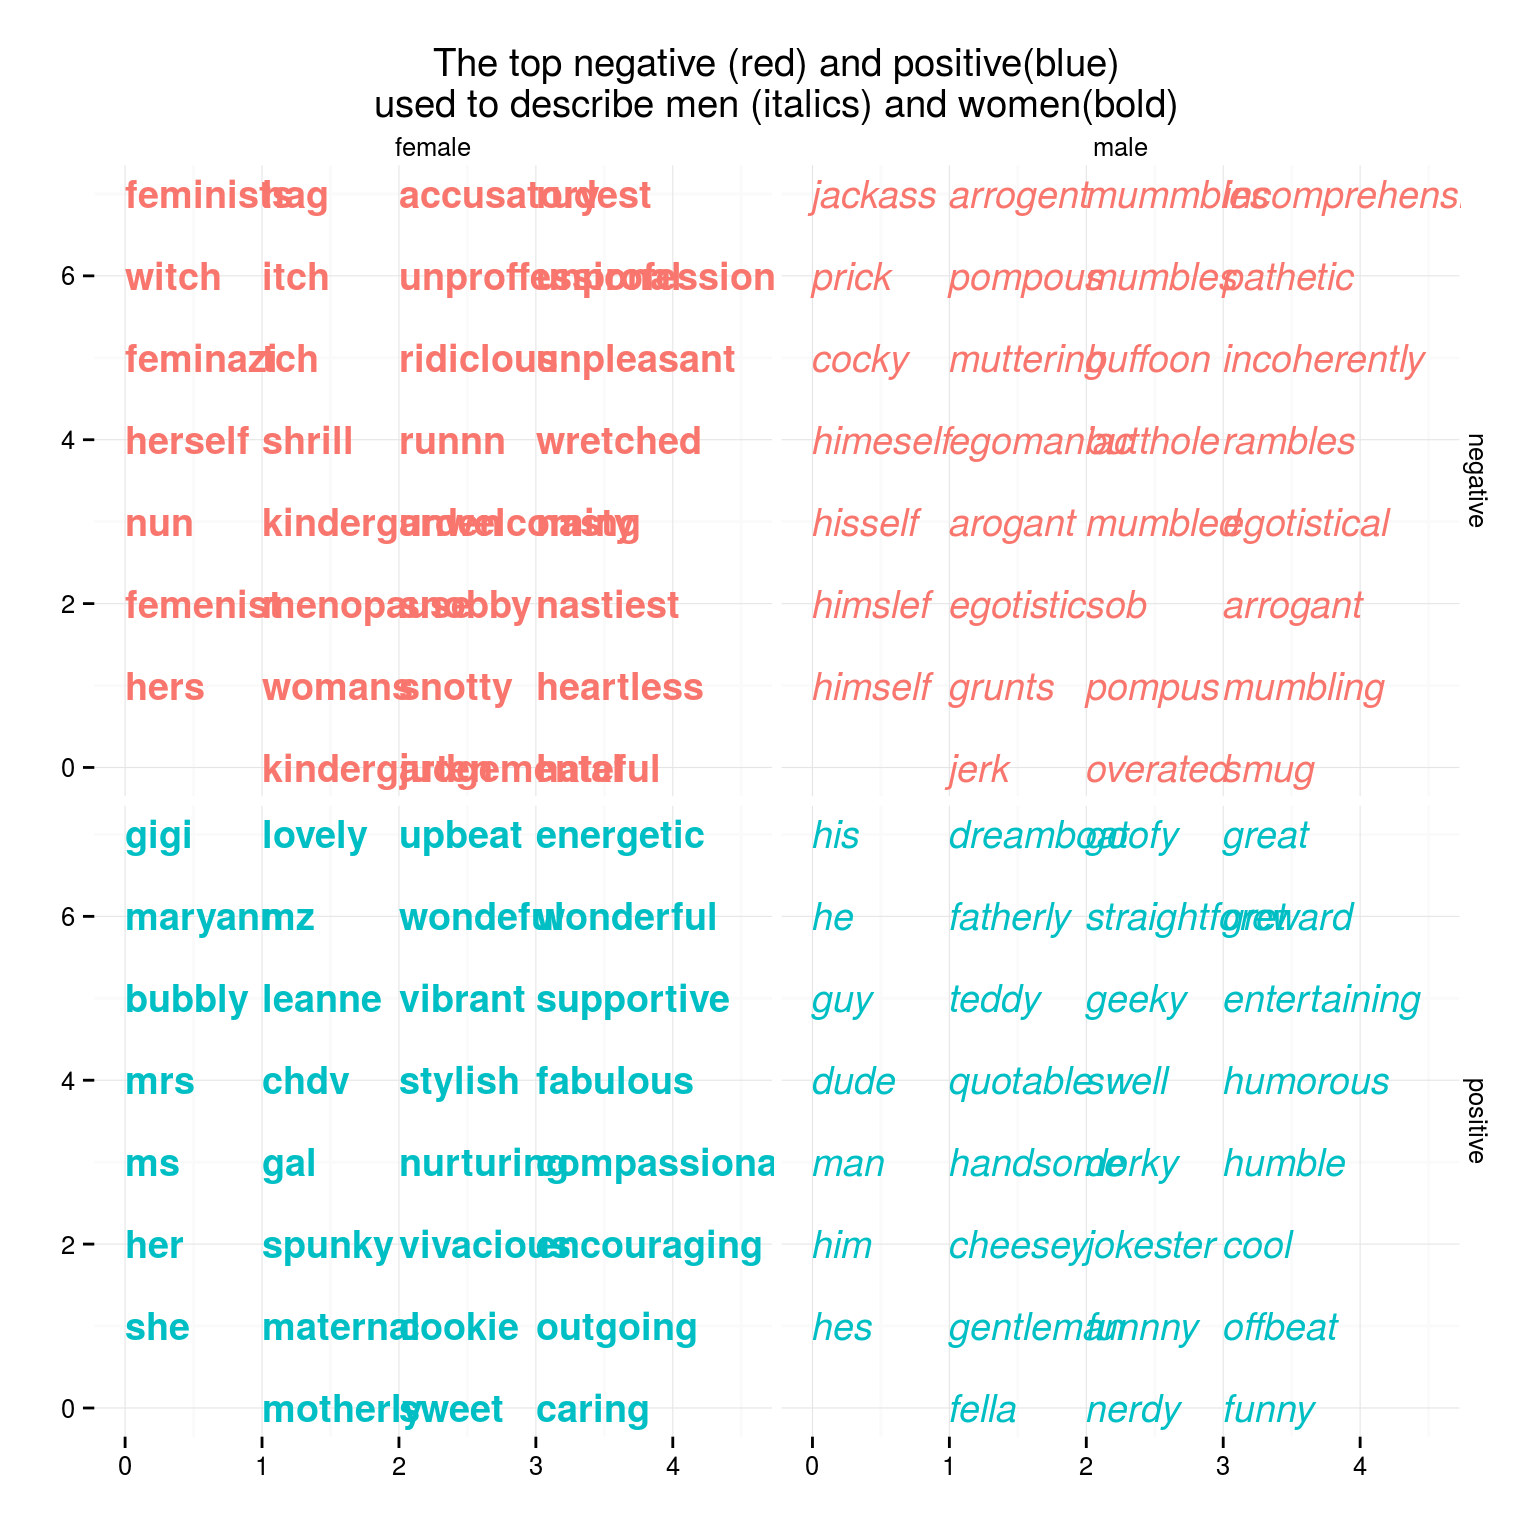 The top negative (red) and positive(blue)
used to describe men (italics) and women(bold)
female male
feminists hag accusatory rudest jackass arrogent mummbles incomprehens
6 witch itch unproffessional unprofession prick pompous mumbles pathetic
feminazi tch ridiclous unpleasant cocky muttering buffoon incoherently
4 herself shrill runnn wretched himeself egomaniac butthole rambles
negative
nun kindergarden unwelcoming nasty hisself arogant mumbled egotistical
2 femenist menopause snobby nastiest himslef egotistic sob arrogant
hers womans snotty heartless himself grunts pompus mumbling
0 kindergarten judgemental hateful jerk overated smug
gigi lovely upbeat energetic his dreamboat goofy great
6 maryann mz wondeful wonderful he fatherly straightforward gret
bubbly leanne vibrant supportive guy teddy geeky entertaining
4 mrs chdv stylish fabulous dude quotable swell humorous
positive
ms gal nurturing compassiona man handsome dorky humble
2 her spunky vivacious encouraging him cheesey jokester cool
she maternal cookie outgoing hes gentleman funnny offbeat
0 motherly sweet caring fella nerdy funny
0 1 2 3 4 0 1 2 3 4